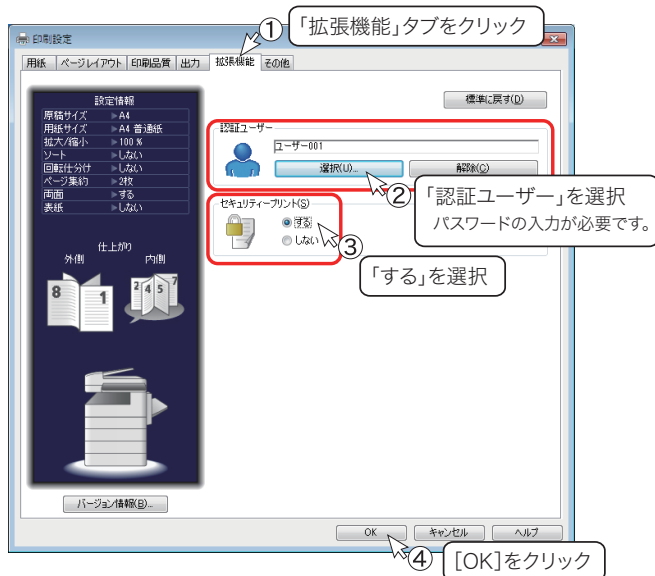 ① 「拡張機能」タブをクリック
印刷設定
用紙 ページレイアウト 印刷品質 出力 拡張機能 その他
標準に戻す(D)
設定情報
原稿サイズ ▶A4
用紙サイズ ▶A4 普通紙
拡大/縮小 ▶100 %
ソート ▶しない
回転仕分け ▶しない
ページ集約 ▶2枚
両面 ▶する
表紙 ▶しない
仕上がり
外側 内側
8 1 2 4 5 7
認証ユーザー
ユーザー001
選択(U)... 解除(C)
② 「認証ユーザー」を選択
パスワードの入力が必要です。
セキュリティープリント(S)
する
しない
③
「する」を選択
バージョン情報(B)...
OK キャンセル ヘルプ
④ [OK]をクリック